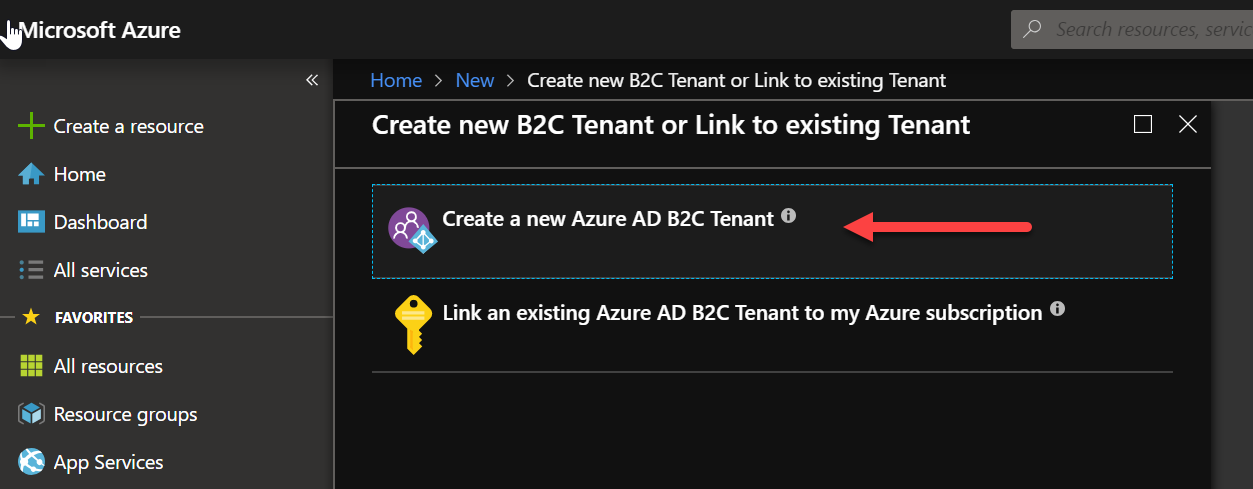 Microsoft Azure
Search resources, servic
Home > New > Create new B2C Tenant or Link to existing Tenant
Create a resource
Home
Dashboard
All services
FAVORITES
All resources
Resource groups
App Services
Create new B2C Tenant or Link to existing Tenant
Create a new Azure AD B2C Tenant
Link an existing Azure AD B2C Tenant to my Azure subscription